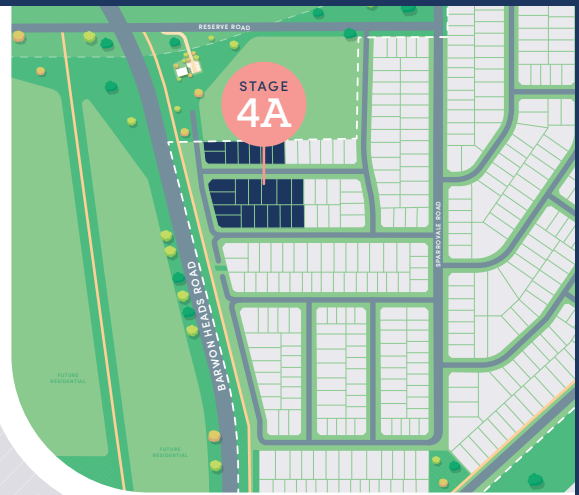 RESERVE ROAD
STAGE
4A
SPARROVALE ROAD
BARWON HEADS ROAD
FUTURE
RESIDENTIAL
FUTURE
RESIDENTIAL